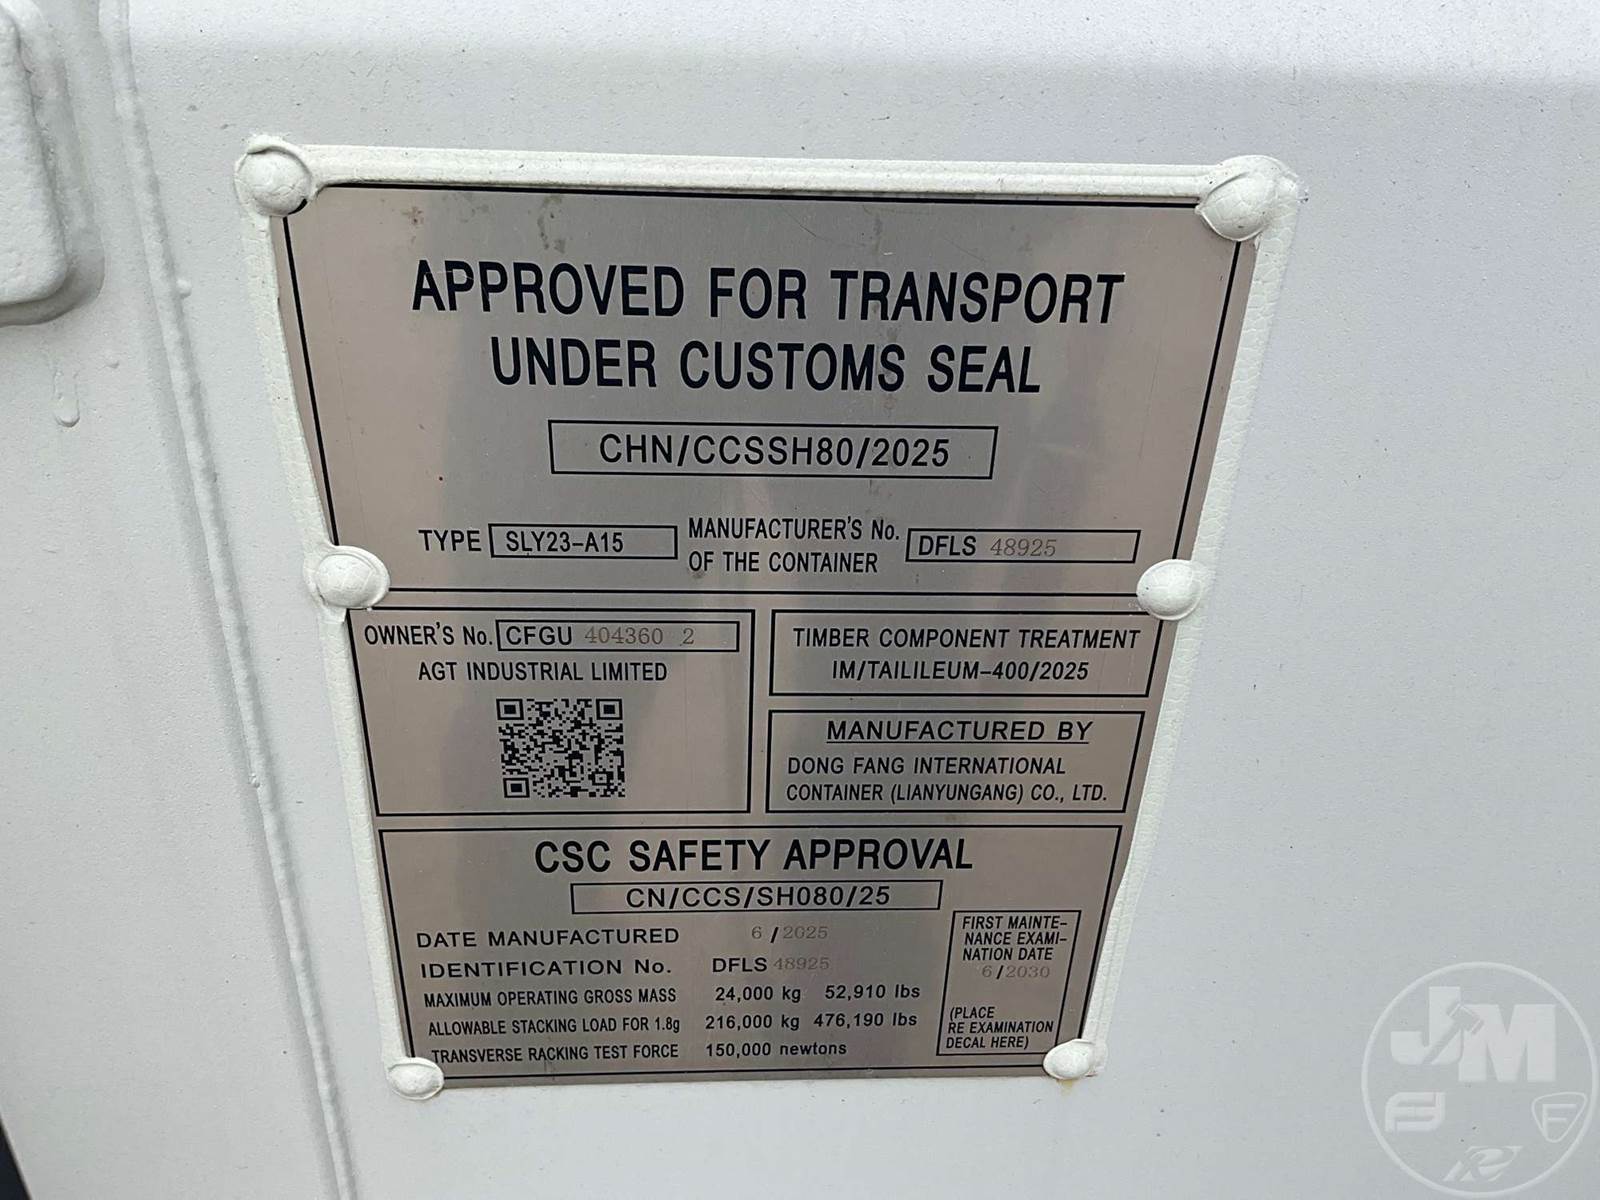 APPROVED FOR TRANSPORT
UNDER CUSTOMS SEAL
CHN/CCSSH80/2025
TYPE SLY23-A15 MANUFACTURER'S No. OF THE CONTAINER DFLS 48925
OWNER'S No. CFGU 404360 2
AGT INDUSTRIAL LIMITED
TIMBER COMPONENT TREATMENT
IM/TAILILEUM-400/2025
MANUFACTURED BY
DONG FANG INTERNATIONAL
CONTAINER (LIANYUNGANG) CO., LTD.
CSC SAFETY APPROVAL
CN/CCS/SH080/25
DATE MANUFACTURED 6 / 2025
IDENTIFICATION No. DFLS 48925
MAXIMUM OPERATING GROSS MASS 24,000 kg 52,910 lbs
ALLOWABLE STACKING LOAD FOR 1.8g 216,000 kg 476,190 lbs
TRANSVERSE RACKING TEST FORCE 150,000 newtons
FIRST MAINTE-
NANCE EXAMI-
NATION DATE
6/2030
(PLACE
RE EXAMINATION
DECAL HERE)
JM